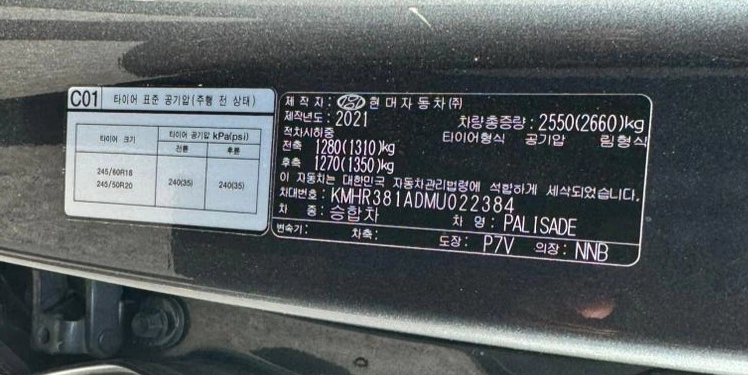 C01 타이어 표준 공기압(주행 전 상태)
타이어 크기
타이어 공기압 kPa(psi)
전륜 후륜
245/60R18
245/50R20
240(35) 240(35)
제 작 자 : 현대자동차(주)
제작년도 : 2021 차량총중량 : 2550(2660)kg
적차시하중 타이어형식 공기압 림형식
전축 1280(1310)kg
후축 1270(1350)kg
이 자동차는 대한민국 자동차관리법령에 적합하게 제작되었습니다.
차대번호 : KMHR381ADMU022384
차 종 : 승합차 차 명 : PALISADE
변속기 : 차축 : 도장 : P7V 의장 : NNB